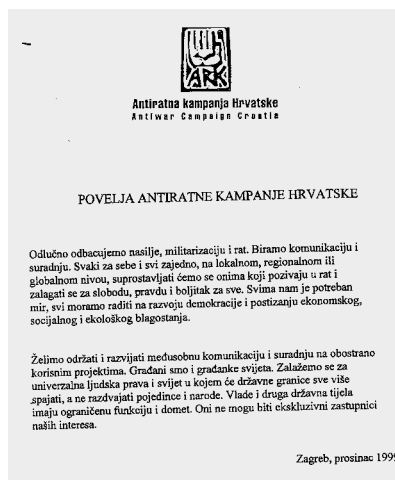 ARK
Antiratna kampanja Hrvatske
Antiwar Campaign Croatia
POVELJA ANTIRATNE KAMPANJE HRVATSKE
Odlučno odbacujemo nasilje, militarizaciju i rat. Biramo komunikaciju i
suradnju. Svaki za sebe i svi zajedno, na lokalnom, regionalnom ili
globalnom nivou, suprostavljati ćemo se onima koji pozivaju u rat i
zalagati se za slobodu, pravdu i boljitak za sve. Svima nam je potreban
mir, svi moramo raditi na razvoju demokracije i postizanju ekonomskog,
socijalnog i ekološkog blagostanja.
Želimo održati i razvijati međusobnu komunikaciju i suradnju na obostrano
korisnim projektima. Građani smo i građanke svijeta. Zalažemo se za
univerzalna ljudska prava i svijet u kojem će državne granice sve više
spajati, a ne razdvajati pojedince i narode. Vlade i druga državna tijela
imaju ograničenu funkciju i domet. Oni ne mogu biti ekskluzivni zastupnici
naših interesa.
Zagreb, prosinac